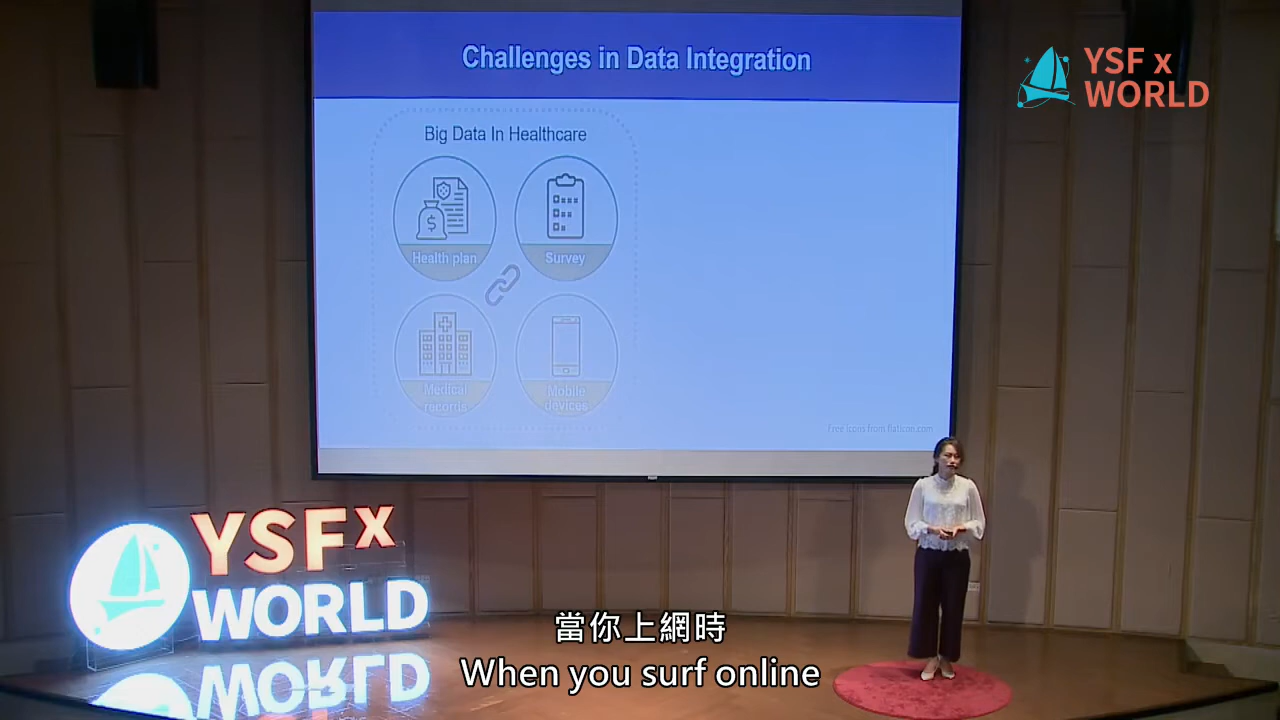 Challenges in Data Integration
YSF x
WORLD
Big Data In Healthcare
Health plan
Survey
Medical
records
Mobile
devices
Free Icons from flaticon.com
YSFx
WORLD
當你上網時
When you surf online